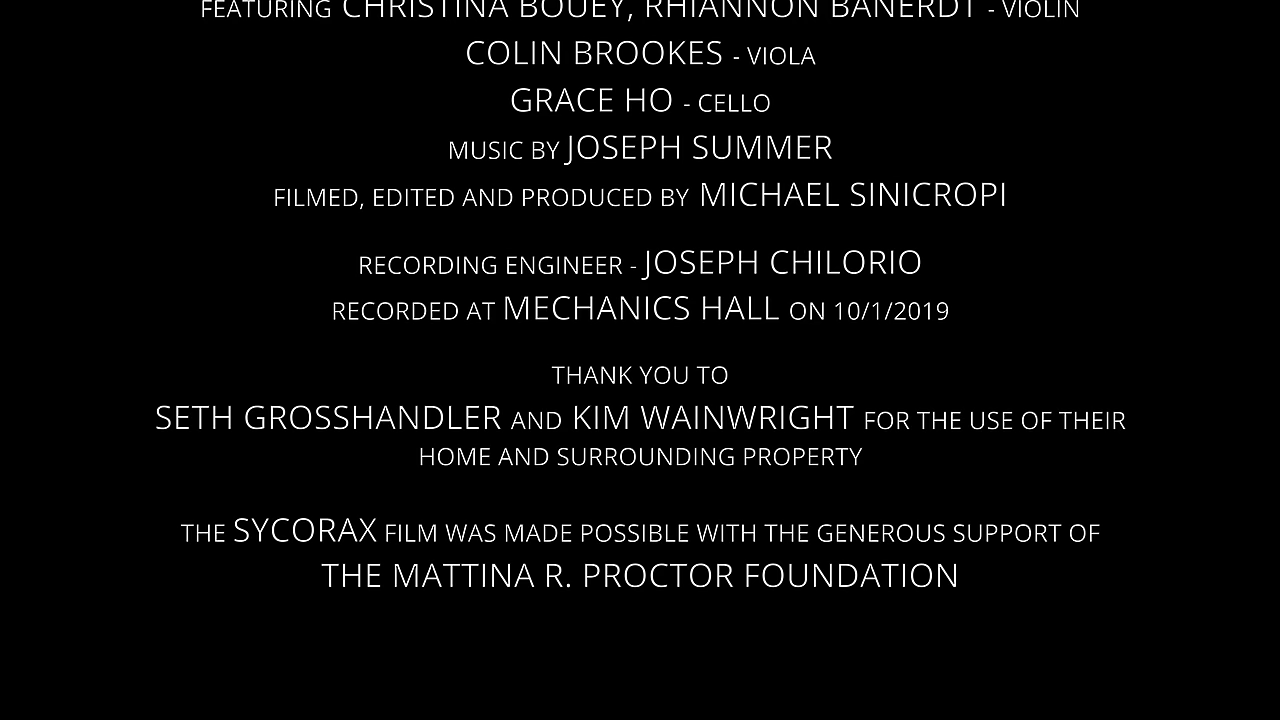 FEATURING CHRISTINA BOUEY, RHIANNON BANERDT - VIOLIN
COLIN BROOKES - VIOLA
GRACE HO - CELLO
MUSIC BY JOSEPH SUMMER
FILMED, EDITED AND PRODUCED BY MICHAEL SINICROPI
RECORDING ENGINEER - JOSEPH CHILORIO
RECORDED AT MECHANICS HALL ON 10/1/2019
THANK YOU TO
SETH GROSSHANDLER AND KIM WAINWRIGHT FOR THE USE OF THEIR
HOME AND SURROUNDING PROPERTY
THE SYCORAX FILM WAS MADE POSSIBLE WITH THE GENEROUS SUPPORT OF
THE MATTINA R. PROCTOR FOUNDATION